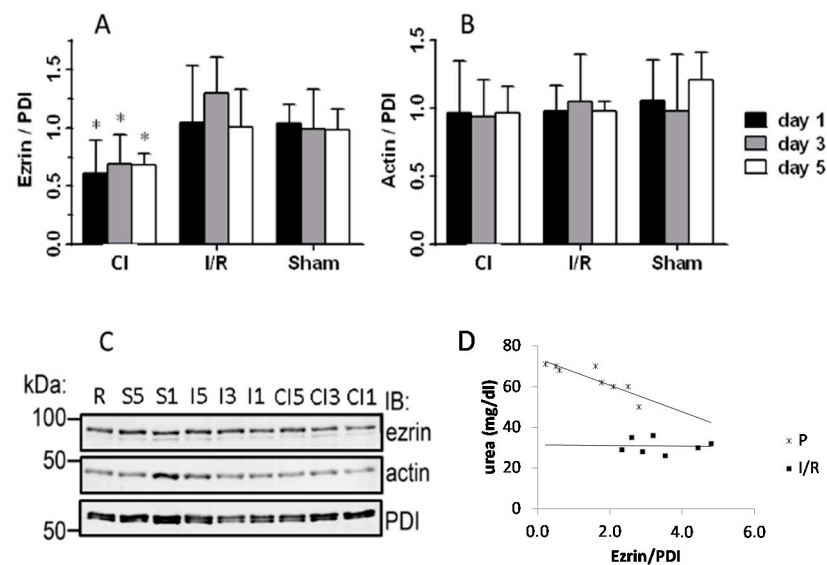 A
Ezrin / PDI
1.5
1.0
0.5
0.0
* * *
CI I/R Sham
B
Actin / PDI
1.5
1.0
0.5
0.0
CI I/R Sham
day 1
day 3
day 5
C
kDa: R S5 S1 I5 I3 I1 CI5 CI3 CI1 IB:
100 ezrin
50 actin
50 PDI
D
urea (mg/dl)
80
60
40
20
0
0.0 2.0 4.0 6.0
Ezrin/PDI
P
I/R